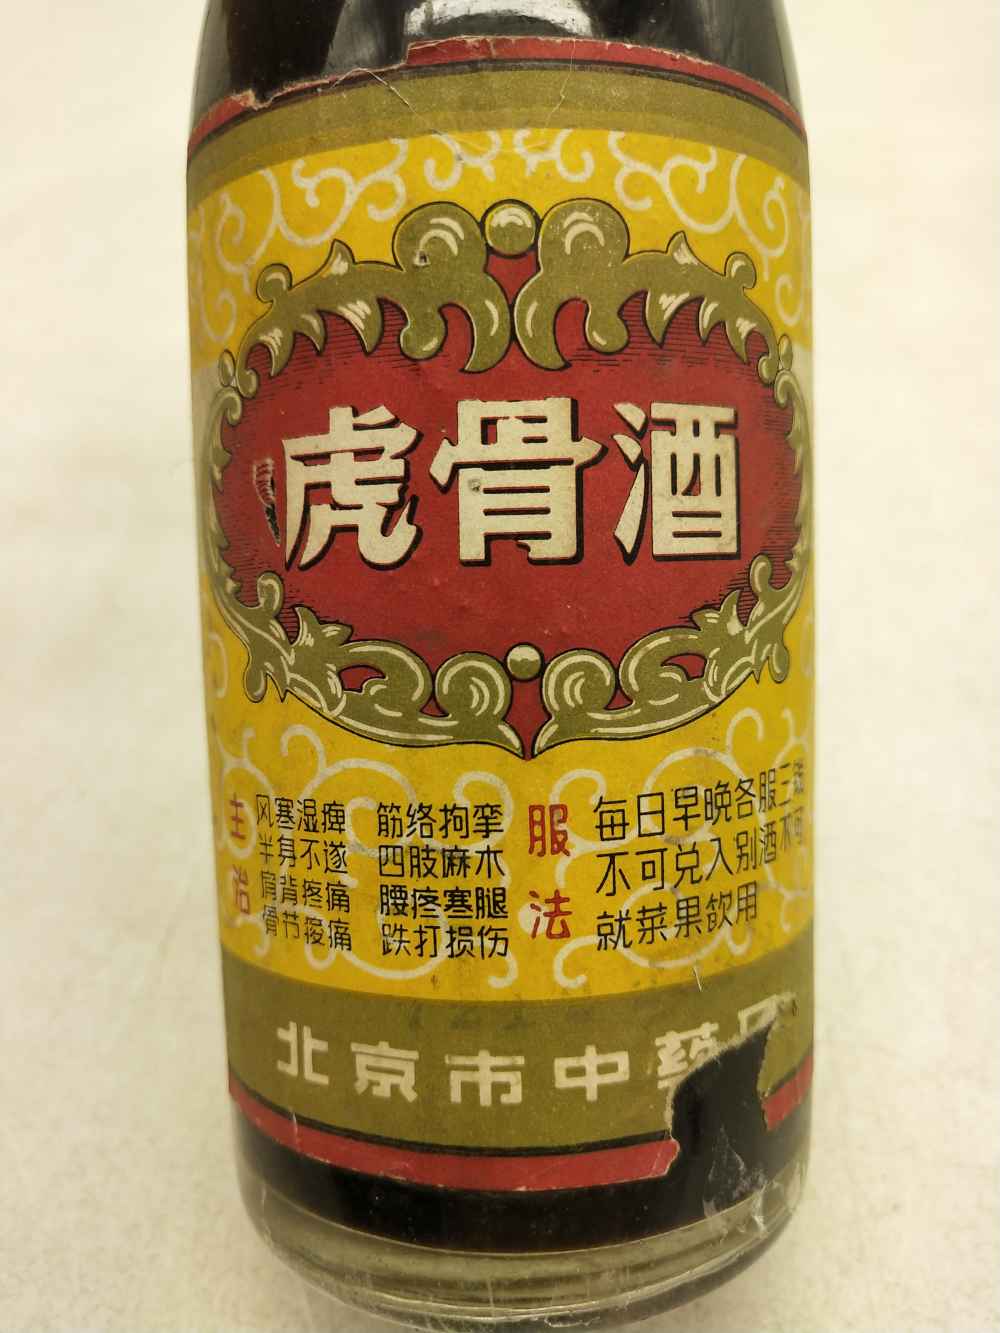 虎骨酒
主治
风寒湿痺 筋络拘挛
半身不遂 四肢麻木
肩背疼痛 腰疼寒腿
骨节痠痛 跌打损伤
服法
每日早晚各服三钱
不可兑入别酒不可
就菜果飲用
北京市中藥